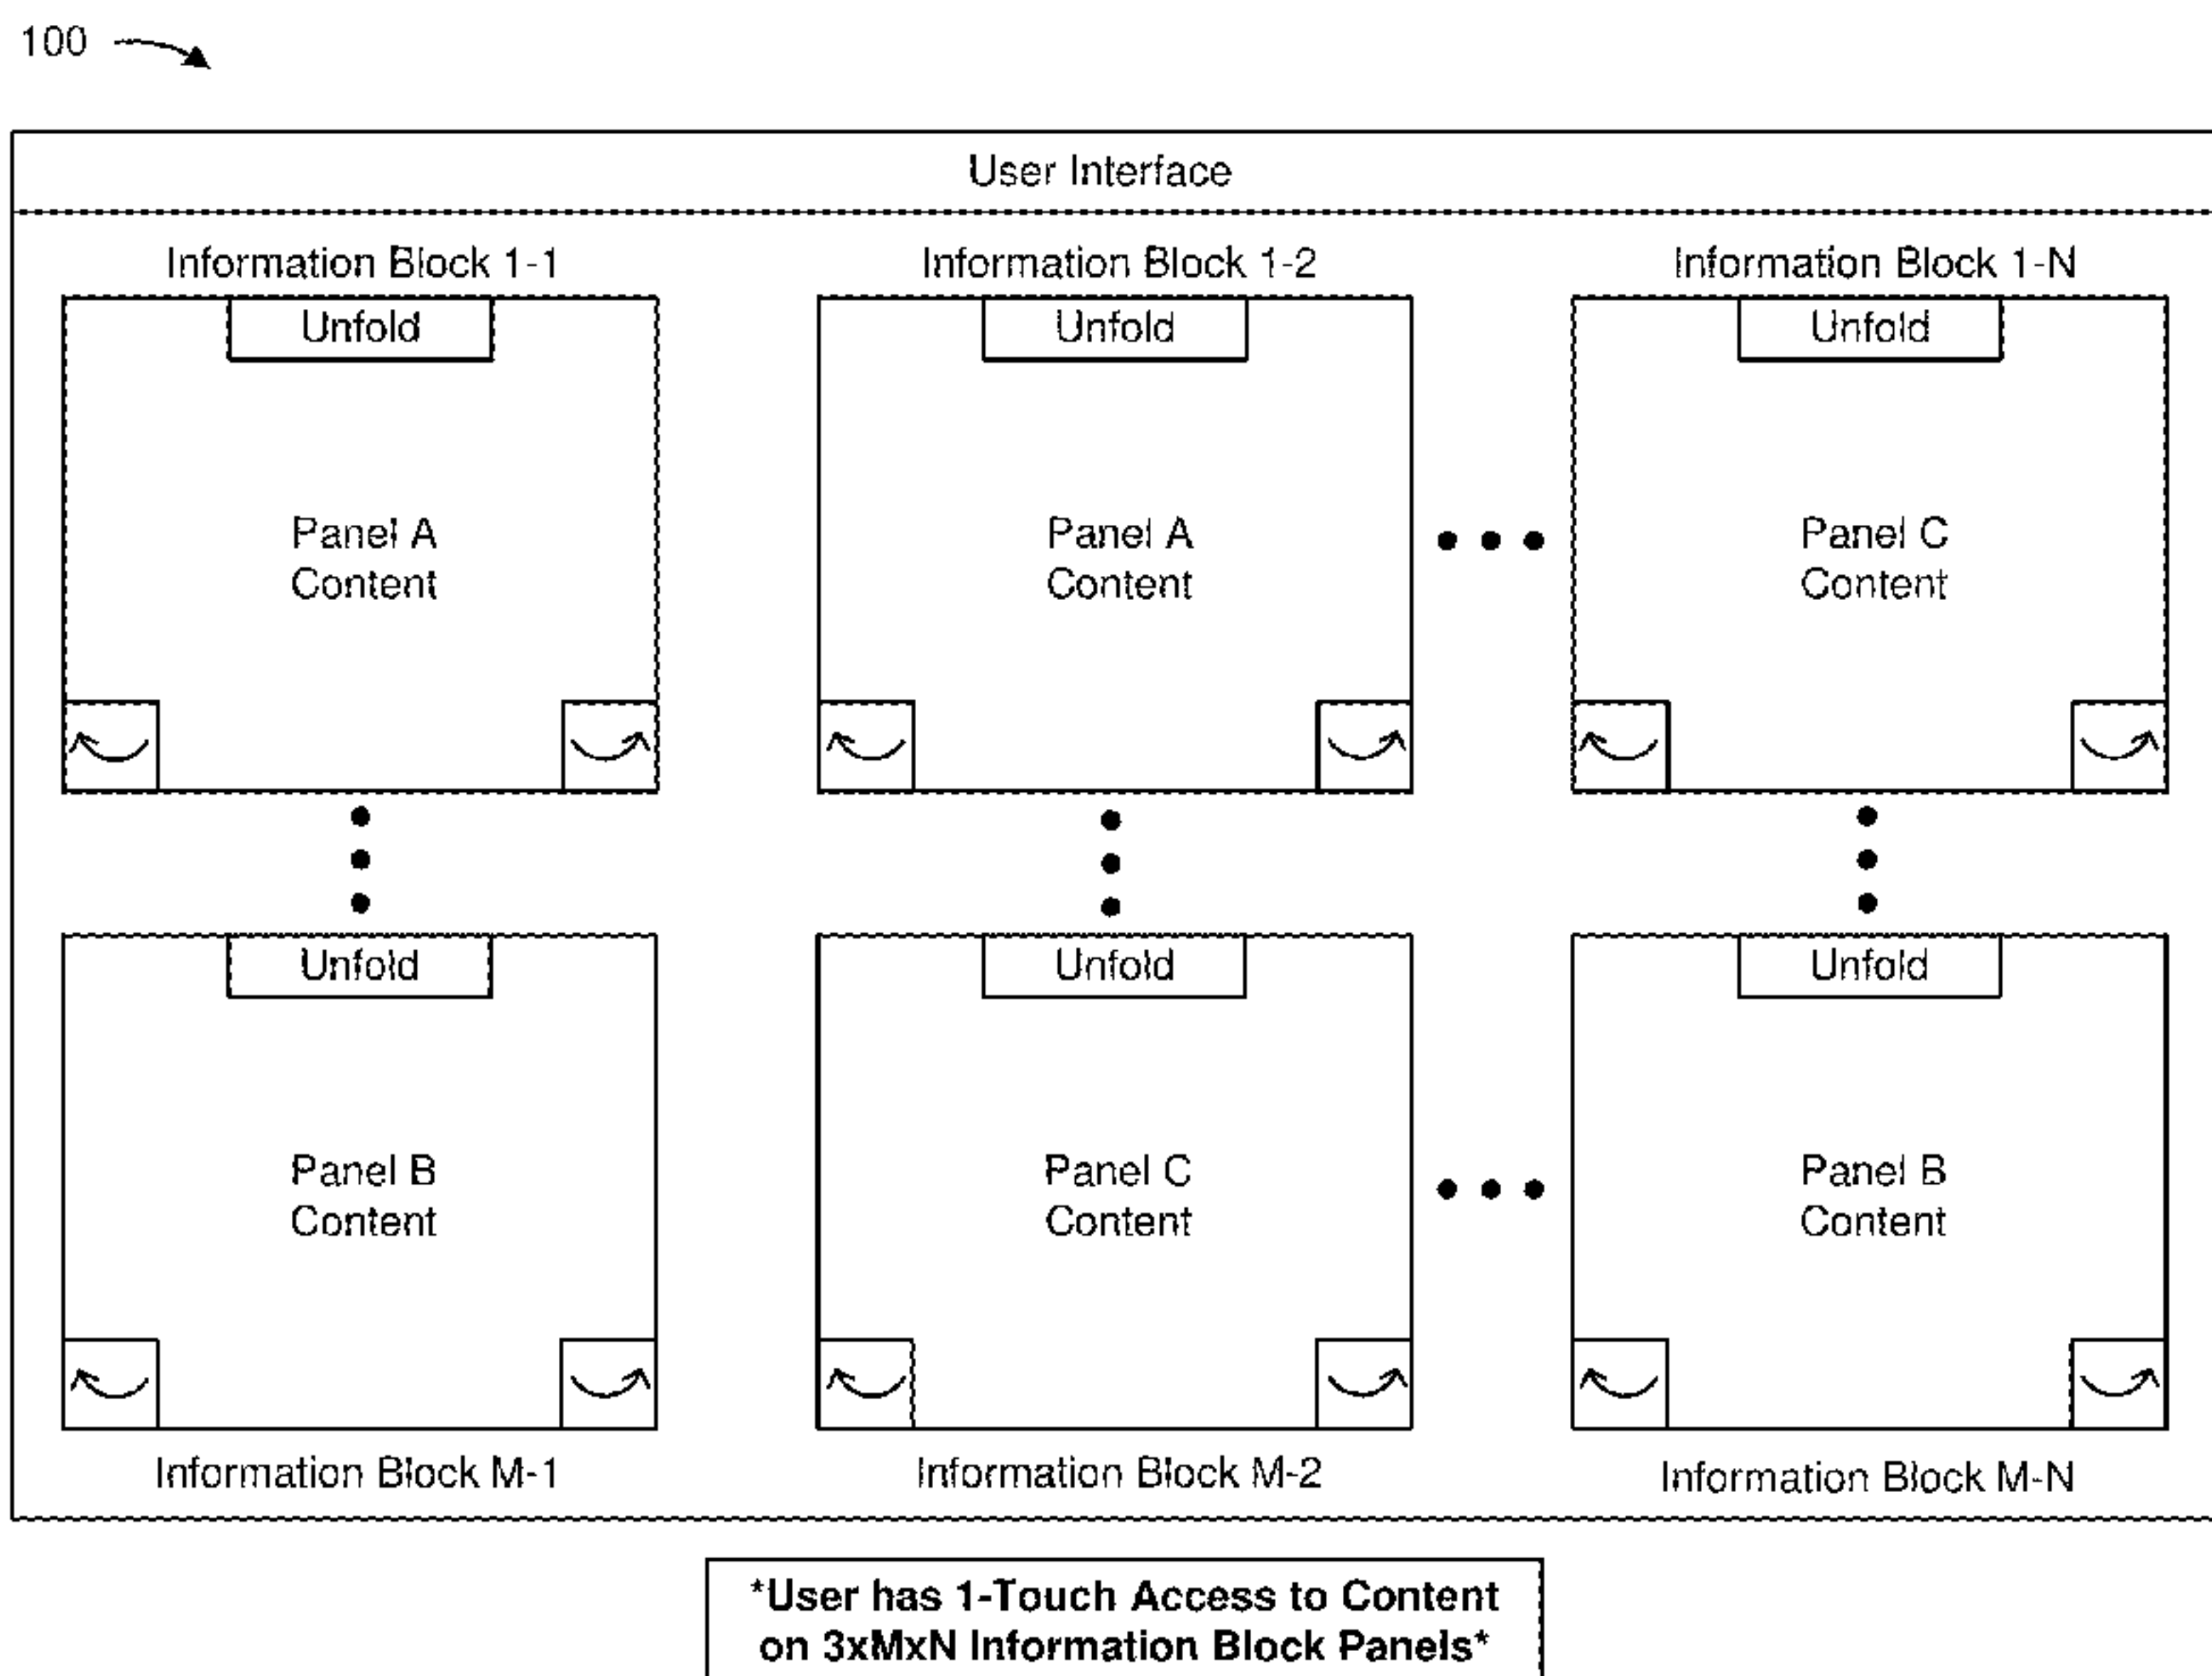 100
User Interface
Information Block 1-1
Information Block 1-2
Information Block 1-N
Unfold
Unfold
Unfold
Panel A
Content
Panel A
Content
Panel C
Content
Unfold
Unfold
Unfold
Panel B
Content
Panel C
Content
Panel B
Content
Information Block M-1
Information Block M-2
Information Block M-N
*User has 1-Touch Access to Content
on 3xMxN Information Block Panels*